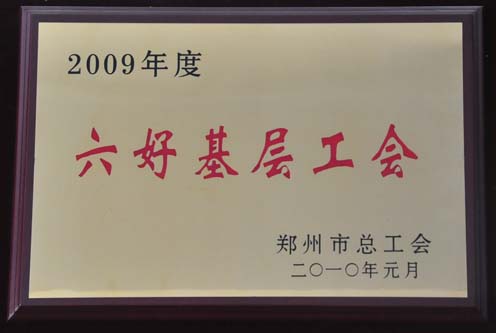 2009年度
六好基层工会
郑州市总工会
二〇一〇年元月